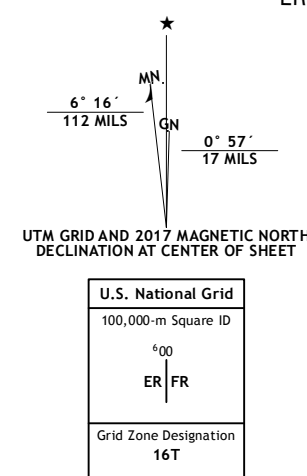 ER
MN.
6° 16´
112 MILS
GN
0° 57´
17 MILS
UTM GRID AND 2017 MAGNETIC NORTH
DECLINATION AT CENTER OF SHEET
U.S. National Grid
100,000-m Square ID
⁶00
ER FR
Grid Zone Designation
16T